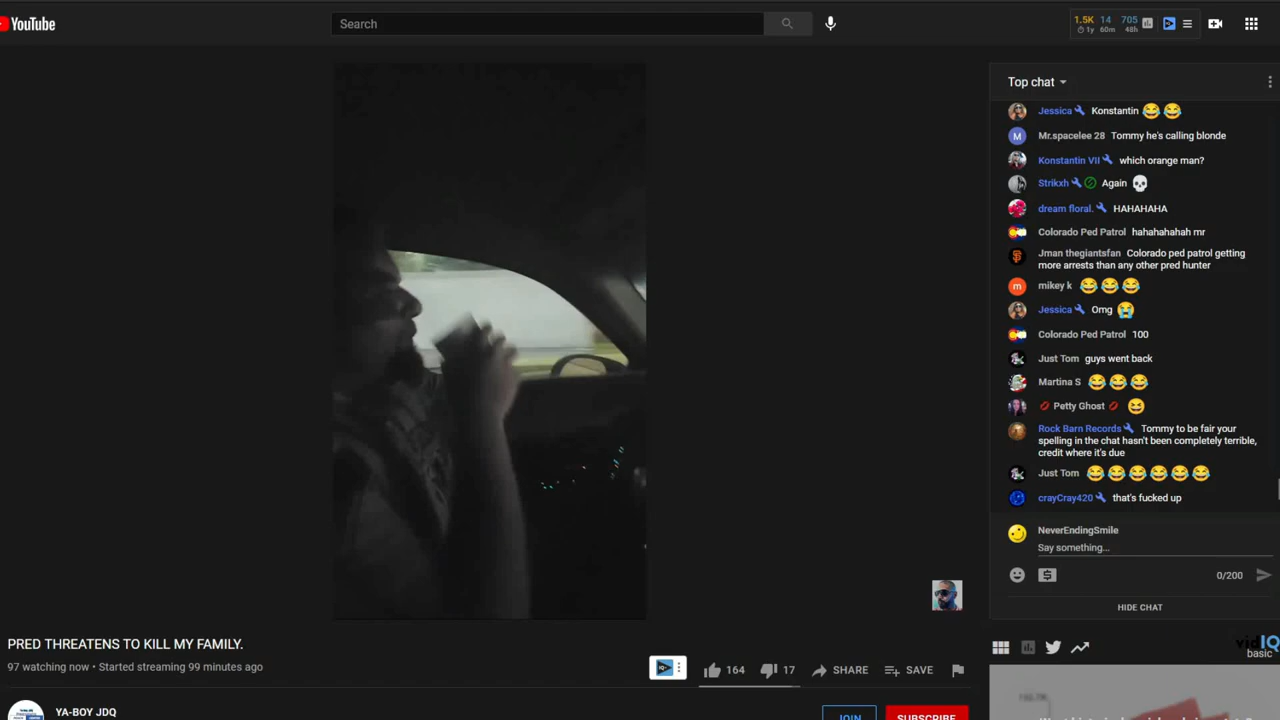 YouTube
Search
1.5K 14 705
1y 60m 48h
Top chat
Jessica Konstantin 😂😂
M Mr.spacelee 28 Tommy he's calling blonde
Konstantin VII which orange man?
Strikxh Again 💀
dream floral. HAHAHAHA
Colorado Ped Patrol hahahahahah mr
Jman thegiantsfan Colorado ped patrol getting
more arrests than any other pred hunter
m mikey k 😂😂😂
Jessica Omg 😭
Colorado Ped Patrol 100
Just Tom guys went back
Martina S 😂😂😂
💋 Petty Ghost 💋 😆
Rock Barn Records Tommy to be fair your
spelling in the chat hasn't been completely terrible,
credit where it's due
Just Tom 😂😂😂😂😂😂
crayCray420 that's fucked up
NeverEndingSmile
Say something...
0/200
HIDE CHAT
PRED THREATENS TO KILL MY FAMILY.
97 watching now • Started streaming 99 minutes ago
164 17 SHARE SAVE
vidIQ
basic
YA-BOY JDQ
JOIN SUBSCRIBE